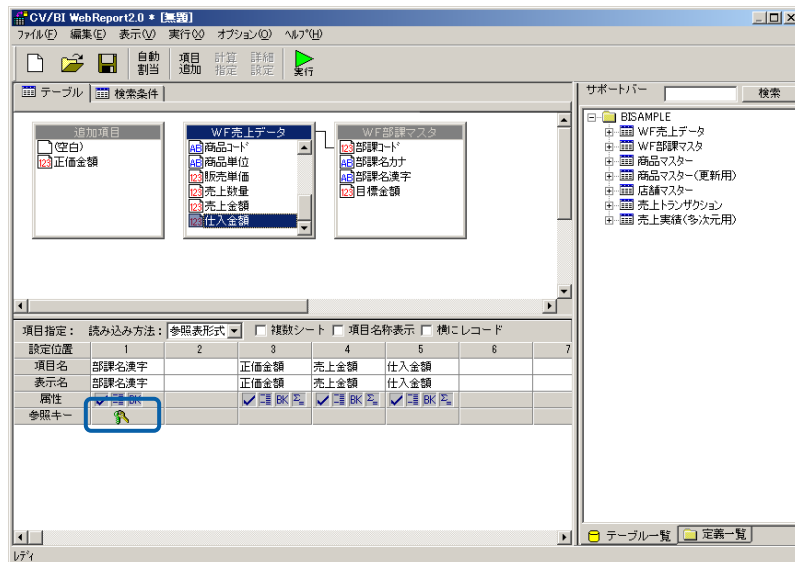 CV/BI WebReport2.0 * [無題]
ファイル(F) 編集(E) 表示(V) 実行(X) オプション(O) ヘルプ(H)
自動割当 項目追加 計算指定 詳細設定 実行
テーブル 検索条件
追加項目
(空白)
正価金額
WF売上データ
商品コード
商品単位
販売単価
売上数量
売上金額
仕入金額
WF部課マスタ
部課コード
部課名カナ
部課名漢字
目標金額
項目指定: 読み込み方法: 参照表形式 複数シート 項目名称表示 横にレコード
設定位置 1 2 3 4 5 6 7
項目名 部課名漢字 正価金額 売上金額 仕入金額
表示名 部課名漢字 正価金額 売上金額 仕入金額
属性 BK BK Σ BK Σ BK Σ
参照キー
サポートバー 検索
BISAMPLE
WF売上データ
WF部課マスタ
商品マスター
商品マスター(更新用)
店舗マスター
売上トランザクション
売上実績(多次元用)
テーブル一覧 定義一覧
レディ